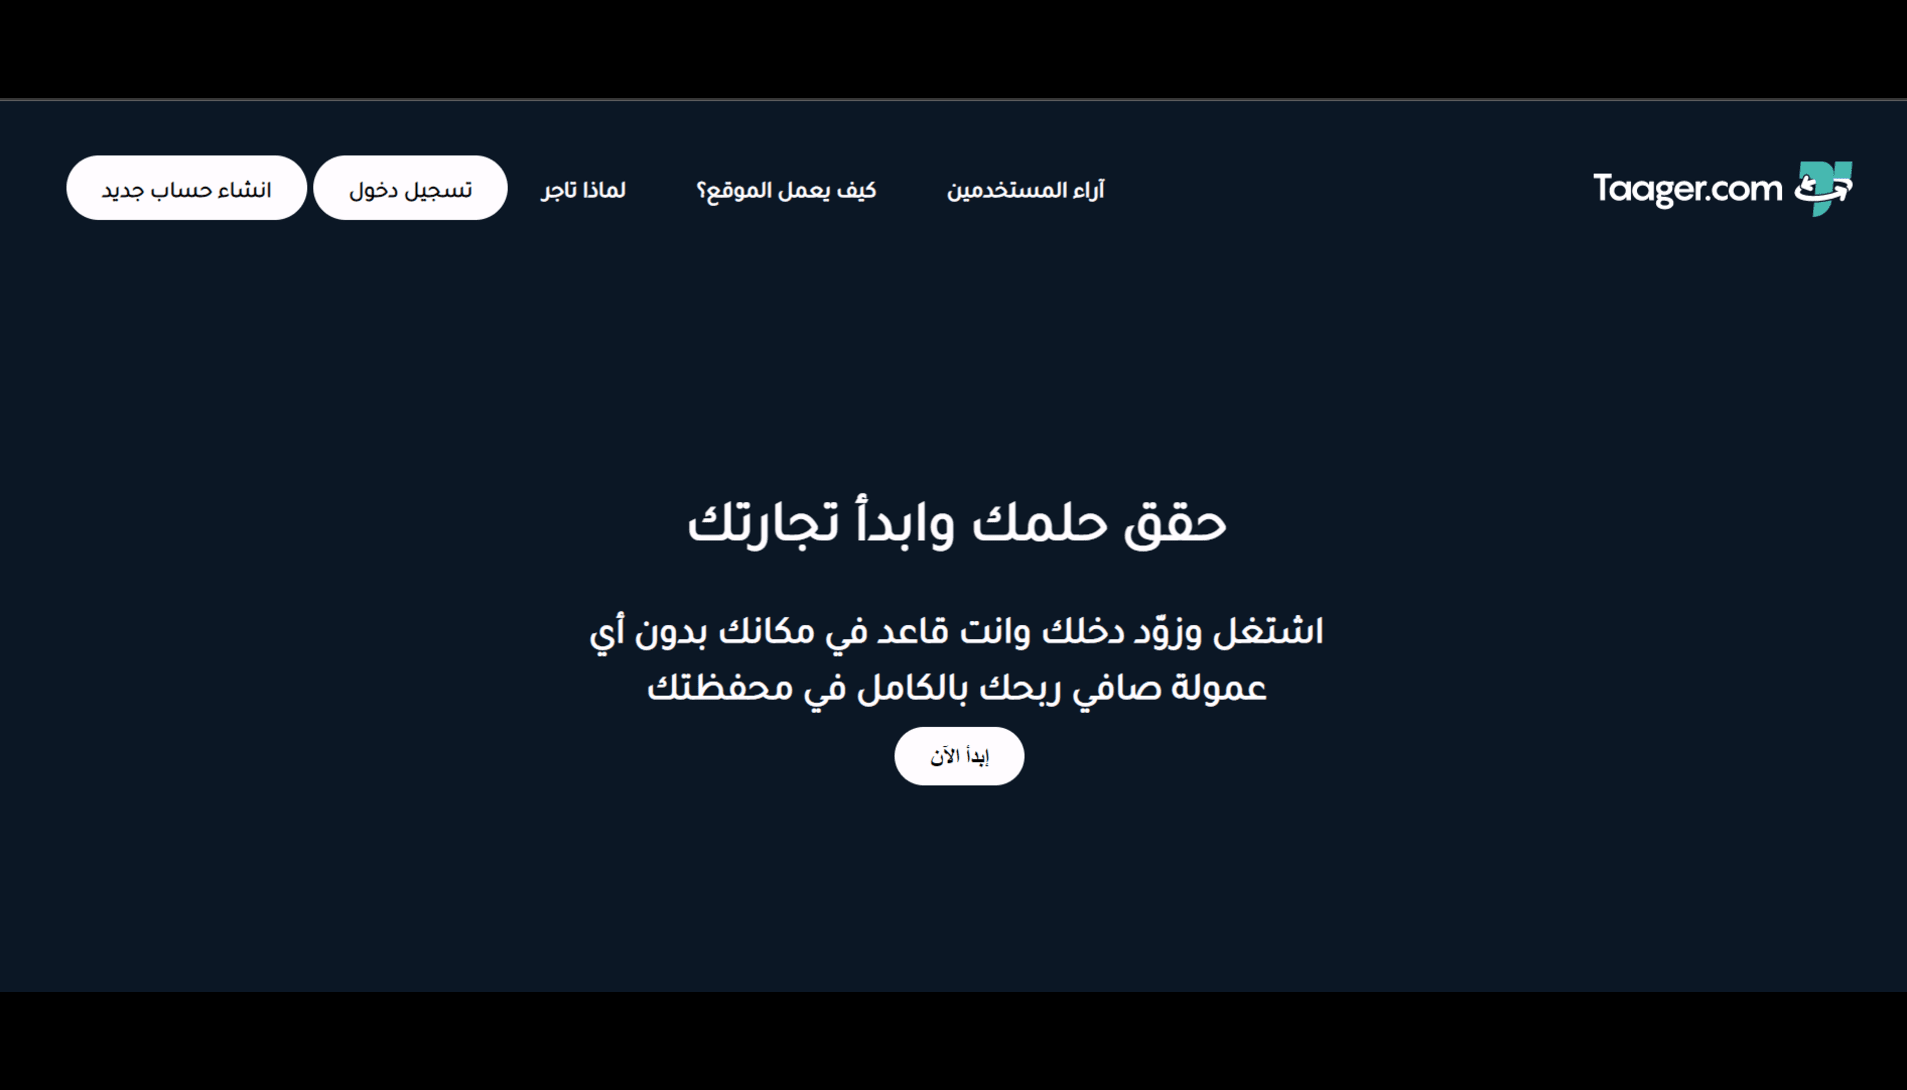 Taager.com
آراء المستخدمين
كيف يعمل الموقع؟
لماذا تاجر
تسجيل دخول
انشاء حساب جديد
حقق حلمك وابدأ تجارتك
اشتغل وزوّد دخلك وانت قاعد في مكانك بدون أي
عمولة صافي ربحك بالكامل في محفظتك
إبدأ الآن